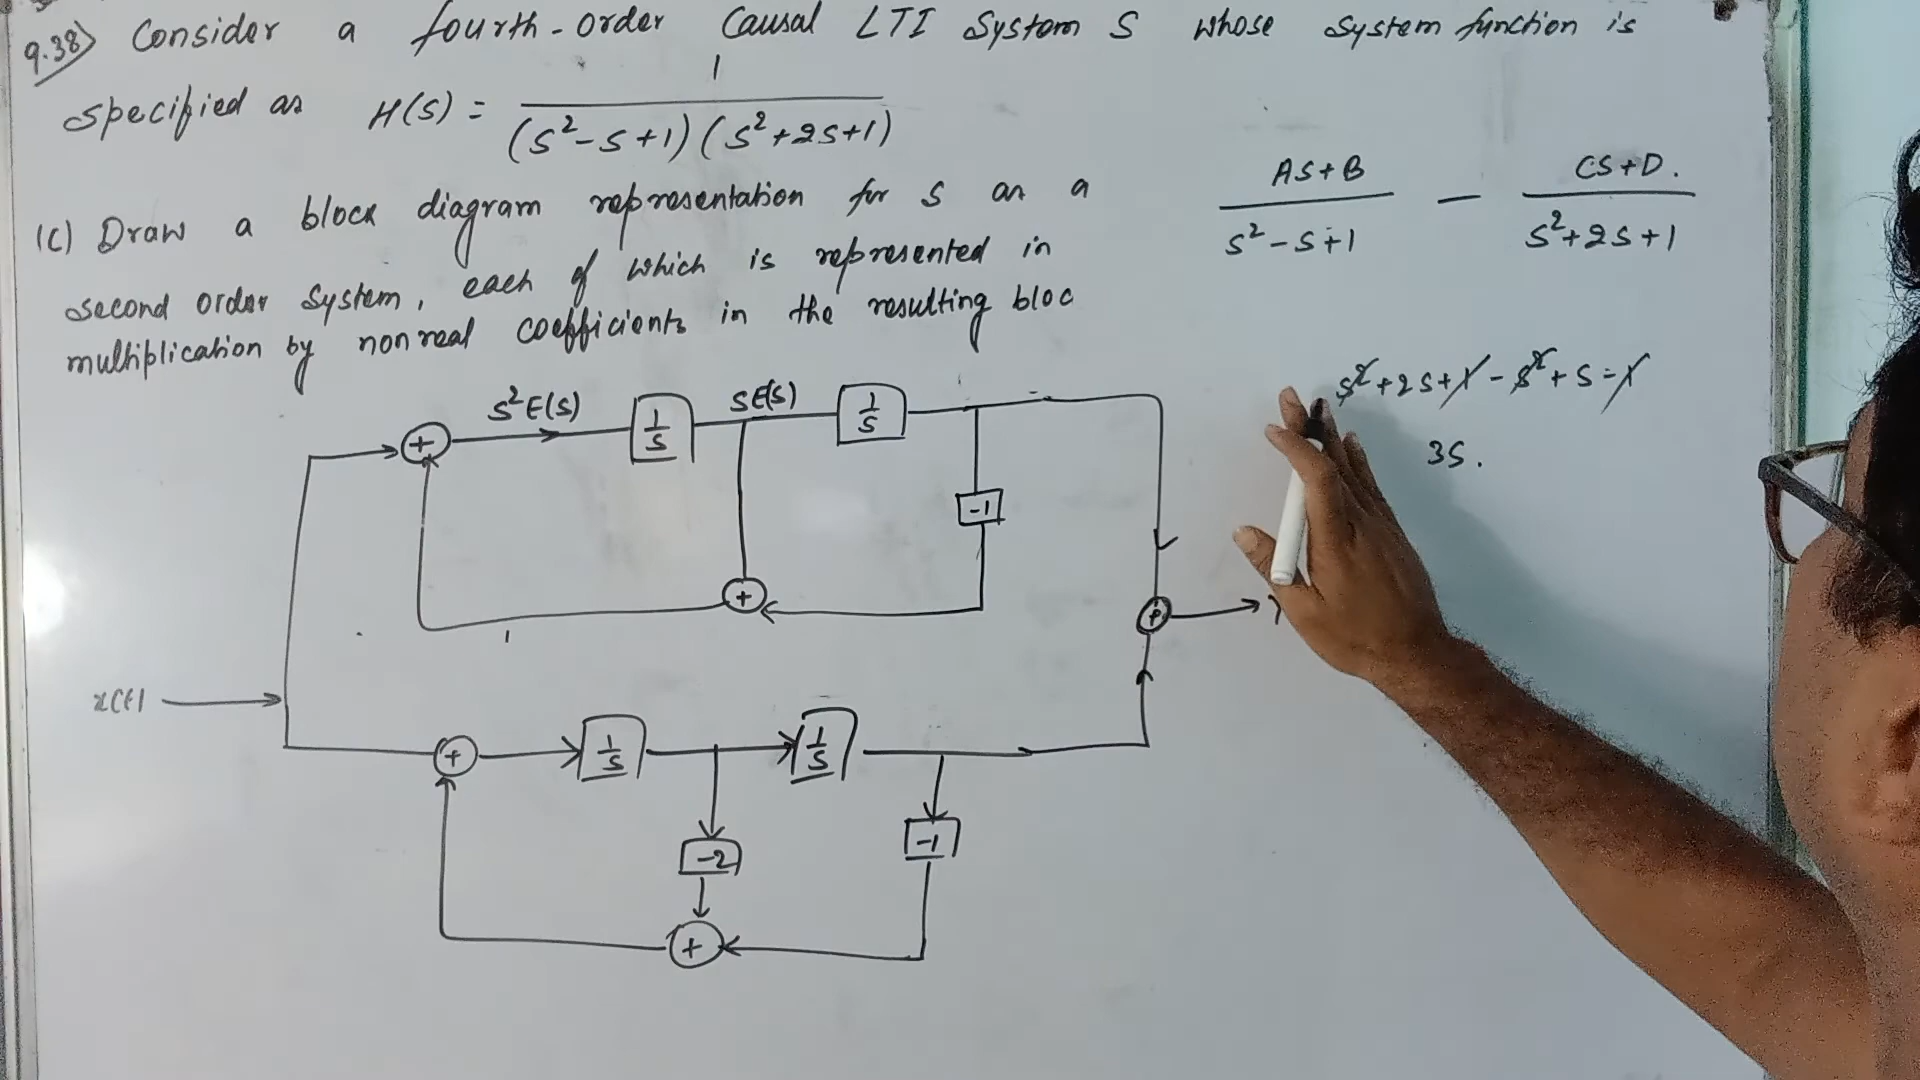 9.38) Consider a fourth-order Causal LTI System S whose system function is
specified as H(S) = 1 / (S²-S+1)(S²+2S+1)
(C) Draw a block diagram representation for S as a
second order System, each of which is represented in
multiplication by nonreal coefficients in the resulting bloc
AS+B / S²-S+1 - CS+D. / S²+2S+1
S²+2S+1-S²+S=1
3S.
+ S²E(S) 1/S SE(S) 1/S
-1
+
+
x(t)
+ 1/S 1/S
-2 -1
+